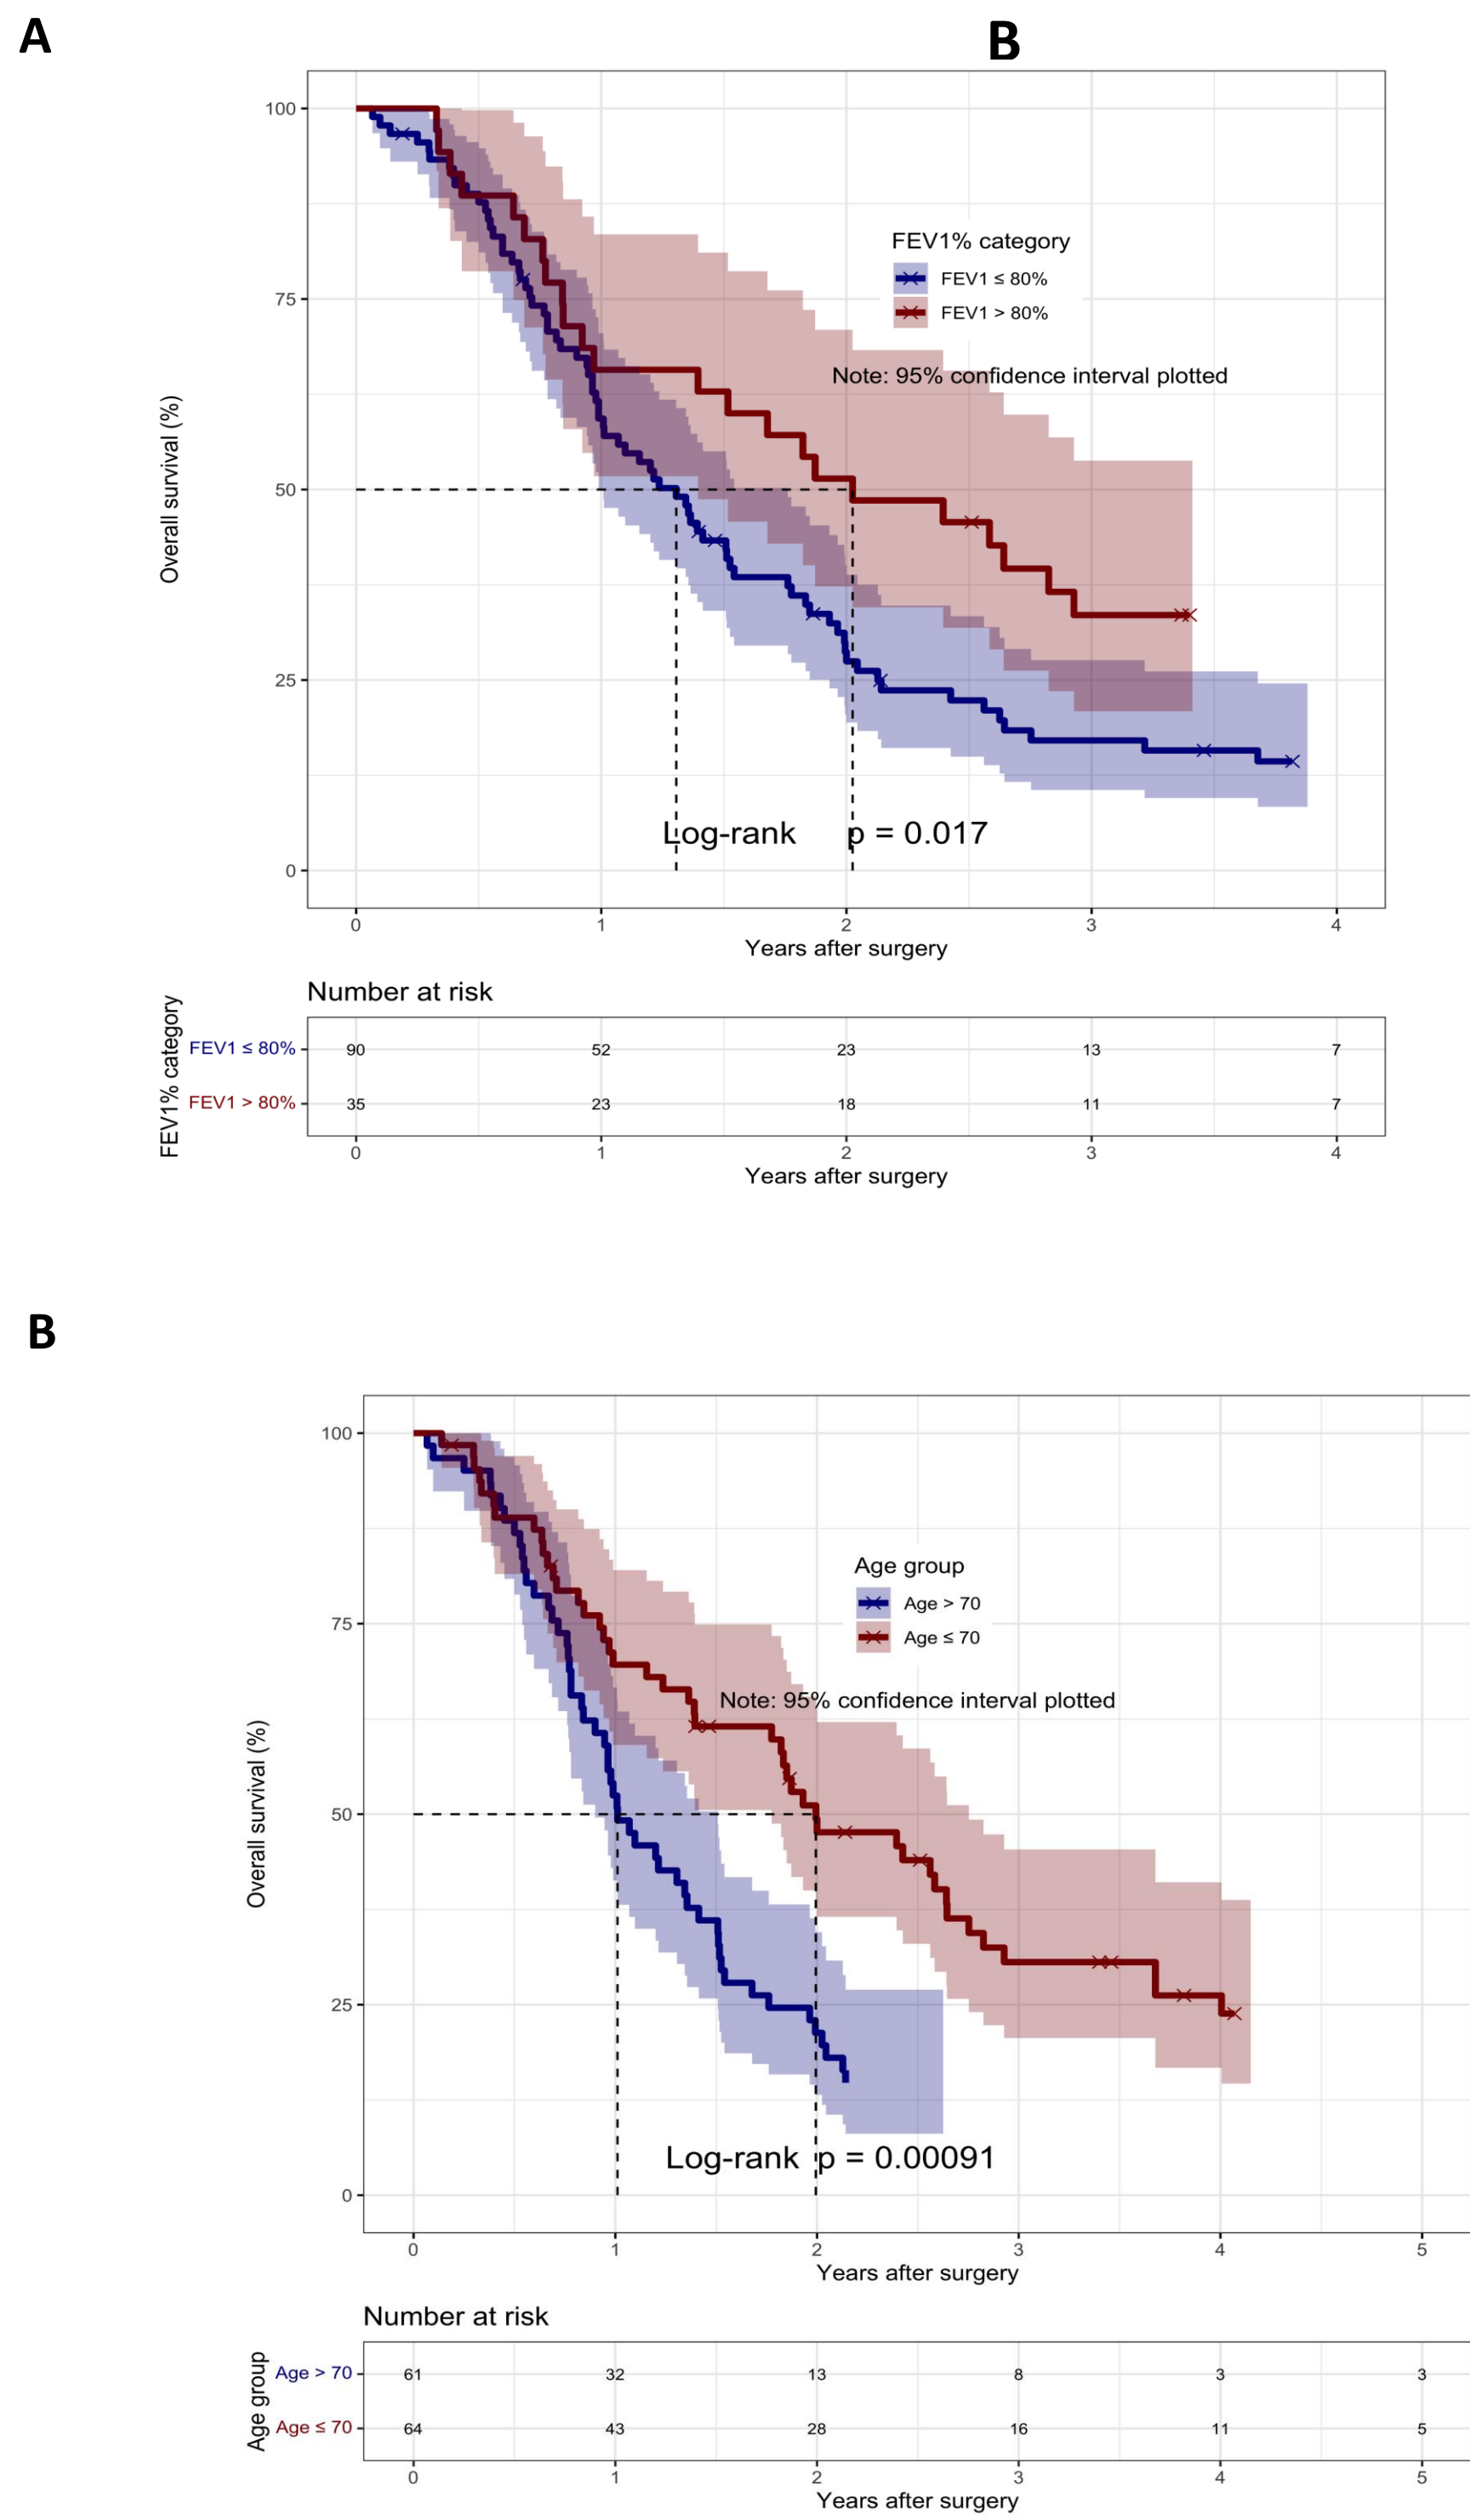 A
B
100
75
50
25
0
Overall survival (%)
FEV1% category
FEV1 ≤ 80%
FEV1 > 80%
Note: 95% confidence interval plotted
Log-rank p = 0.017
0 1 2 3 4
Years after surgery
Number at risk
FEV1% category
FEV1 ≤ 80% 90 52 23 13 7
FEV1 > 80% 35 23 18 11 7
0 1 2 3 4
Years after surgery
B
100
75
50
25
0
Overall survival (%)
Age group
Age > 70
Age ≤ 70
Note: 95% confidence interval plotted
Log-rank p = 0.00091
0 1 2 3 4 5
Years after surgery
Number at risk
Age group
Age > 70 61 32 13 8 3 3
Age ≤ 70 64 43 28 16 11 5
0 1 2 3 4 5
Years after surgery